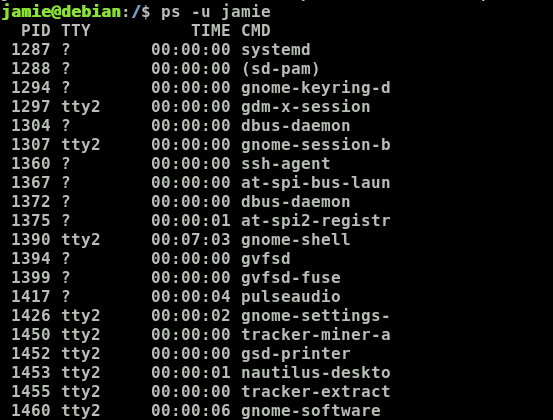 jamie@debian:/$ ps -u jamie
  PID TTY          TIME CMD
 1287 ?        00:00:00 systemd
 1288 ?        00:00:00 (sd-pam)
 1294 ?        00:00:00 gnome-keyring-d
 1297 tty2     00:00:00 gdm-x-session
 1304 ?        00:00:00 dbus-daemon
 1307 tty2     00:00:00 gnome-session-b
 1360 ?        00:00:00 ssh-agent
 1367 ?        00:00:00 at-spi-bus-laun
 1372 ?        00:00:00 dbus-daemon
 1375 ?        00:00:01 at-spi2-registr
 1390 tty2     00:07:03 gnome-shell
 1394 ?        00:00:00 gvfsd
 1399 ?        00:00:00 gvfsd-fuse
 1417 ?        00:00:04 pulseaudio
 1426 tty2     00:00:02 gnome-settings-
 1450 tty2     00:00:00 tracker-miner-a
 1452 tty2     00:00:00 gsd-printer
 1453 tty2     00:00:01 nautilus-deskto
 1455 tty2     00:00:00 tracker-extract
 1460 tty2     00:00:06 gnome-software